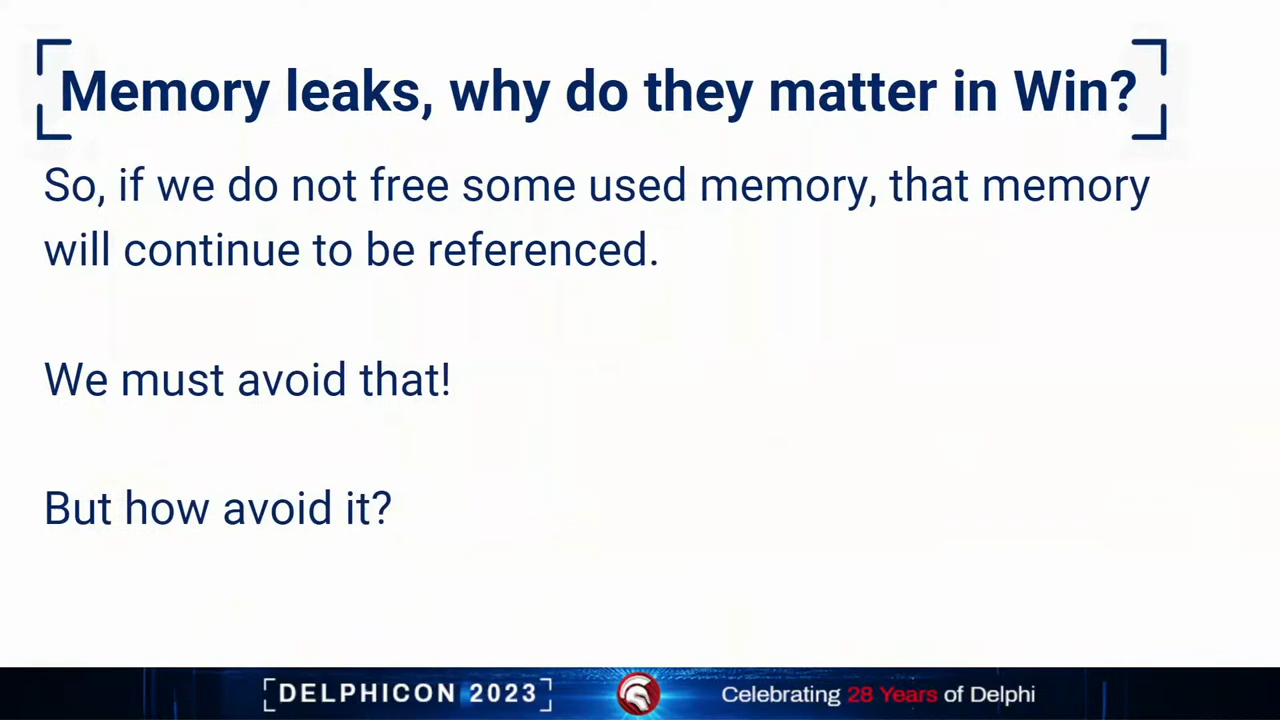 Memory leaks, why do they matter in Win?
So, if we do not free some used memory, that memory
will continue to be referenced.
We must avoid that!
But how avoid it?
DELPHICON 2023
Celebrating 28 Years of Delphi